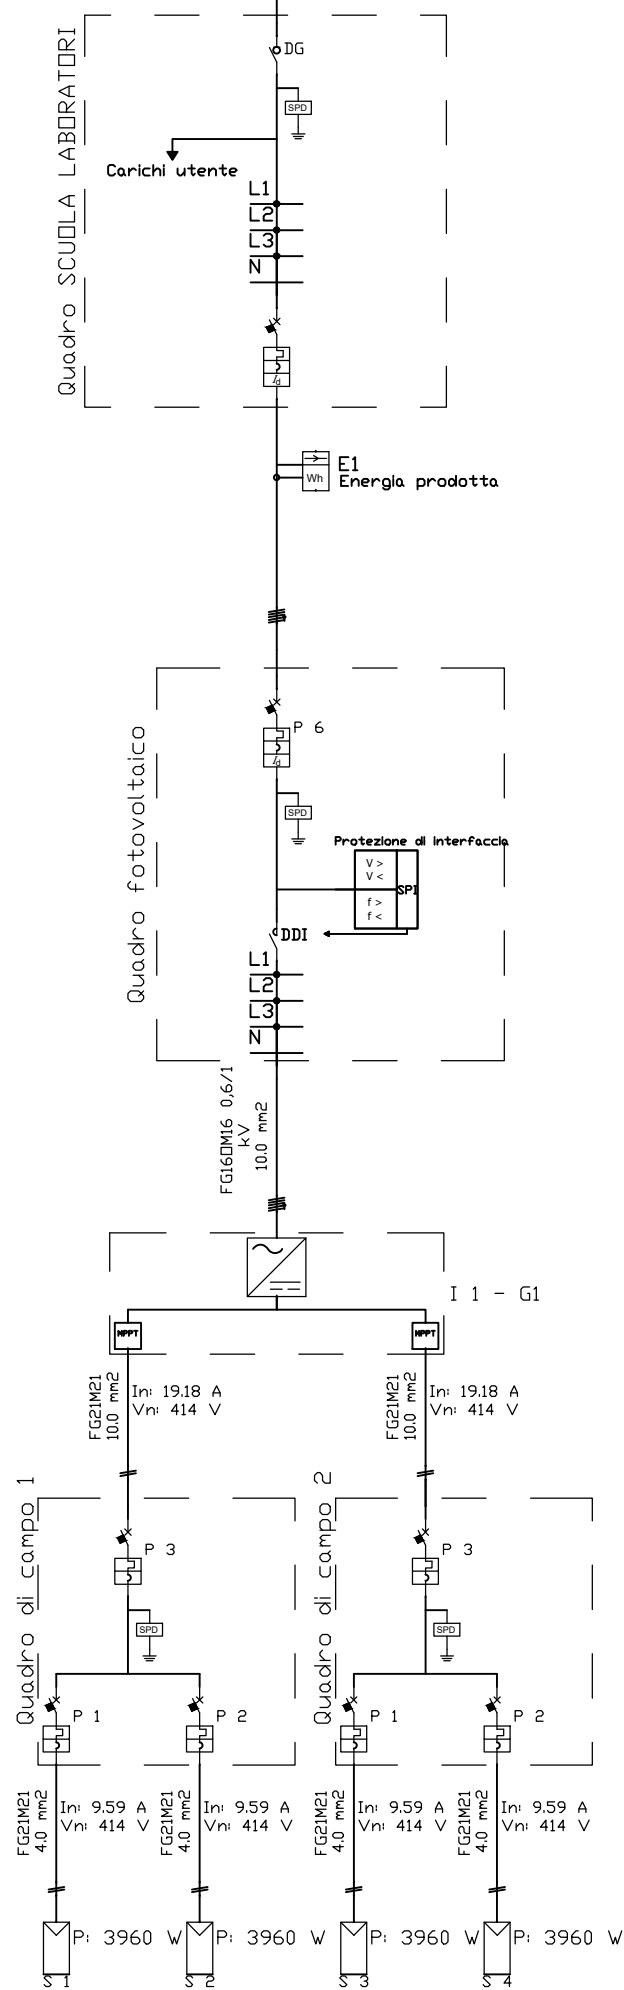 DG
SPD
Carichi utente
L1
L2
L3
N
Id
Quadro SCUOLA LABORATORI
E1
Energia prodotta
Wh
P 6
Id
SPD
Protezione di interfaccia
V >
V <
SPI
f >
f <
DDI
L1
L2
L3
N
Quadro fotovoltaico
FG16□M16 0,6/1
kV
10.0 mm2
I 1 - G1
MPPT
MPPT
FG21M21
10.0 mm2
In: 19.18 A
Vn: 414 V
FG21M21
10.0 mm2
In: 19.18 A
Vn: 414 V
Quadro di campo 1
P 3
SPD
P 1
P 2
Quadro di campo 2
P 3
SPD
P 1
P 2
FG21M21
4.0 mm2
In: 9.59 A
Vn: 414 V
FG21M21
4.0 mm2
In: 9.59 A
Vn: 414 V
FG21M21
4.0 mm2
In: 9.59 A
Vn: 414 V
FG21M21
4.0 mm2
In: 9.59 A
Vn: 414 V
P: 3960 W
P: 3960 W
P: 3960 W
P: 3960 W
S 1
S 2
S 3
S 4